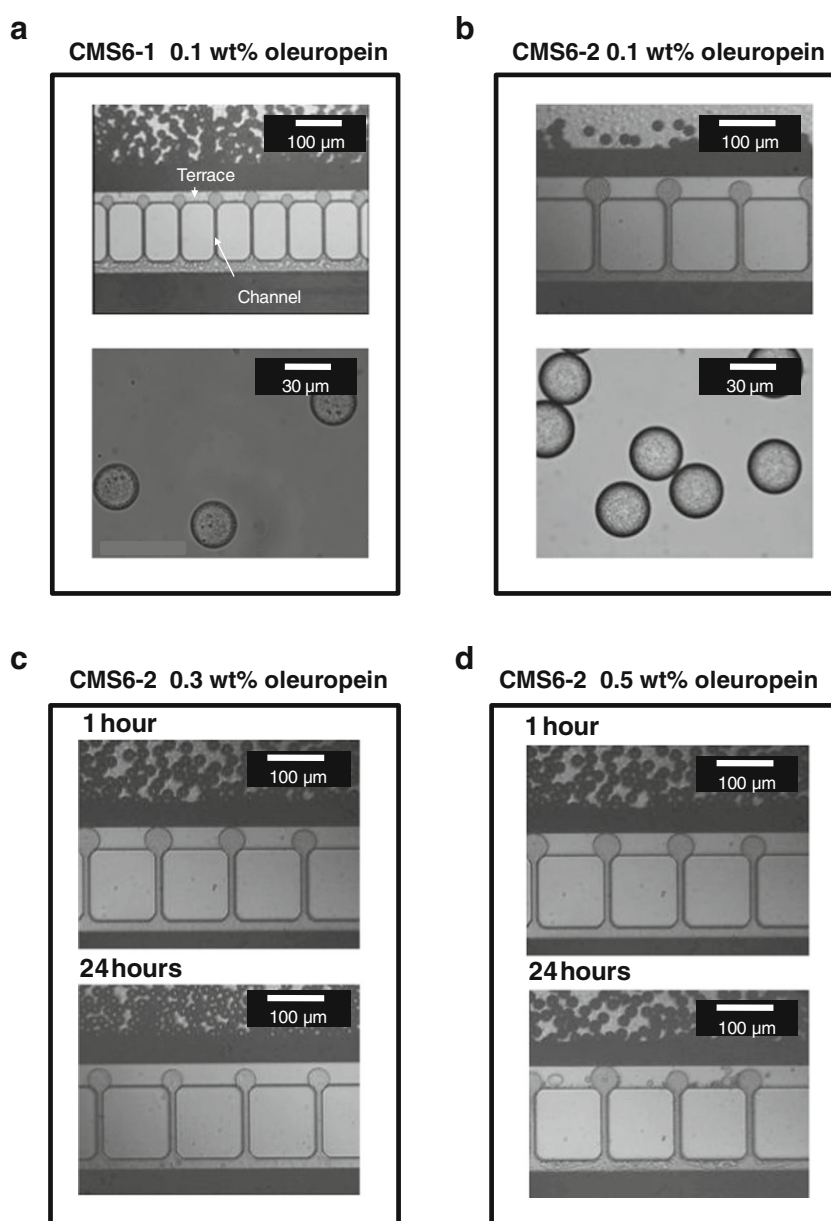 a
CMS6-1 0.1 wt% oleuropein
100 µm
Terrace
Channel
30 µm
b
CMS6-2 0.1 wt% oleuropein
100 µm
30 µm
c
CMS6-2 0.3 wt% oleuropein
1 hour
100 µm
24 hours
100 µm
d
CMS6-2 0.5 wt% oleuropein
1 hour
100 µm
24 hours
100 µm